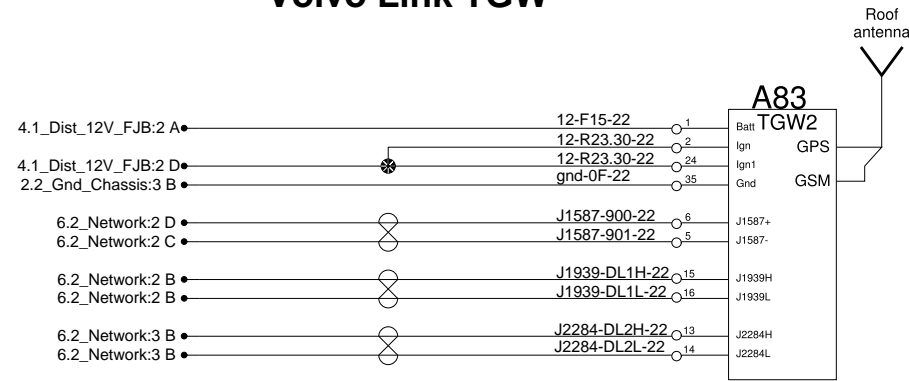 Volvo Link TGW
Roof
antenna
A83
4.1_Dist_12V_FJB:2 A 12-F15-22 1 Batt TGW2
12-R23.30-22 2 Ign GPS
4.1_Dist_12V_FJB:2 D 12-R23.30-22 24 Ign1
2.2_Gnd_Chassis:3 B gnd-0F-22 35 Gnd GSM
6.2_Network:2 D J1587-900-22 6 J1587+
6.2_Network:2 C J1587-901-22 5 J1587-
6.2_Network:2 B J1939-DL1H-22 15 J1939H
6.2_Network:2 B J1939-DL1L-22 16 J1939L
6.2_Network:3 B J2284-DL2H-22 13 J2284H
6.2_Network:3 B J2284-DL2L-22 14 J2284L